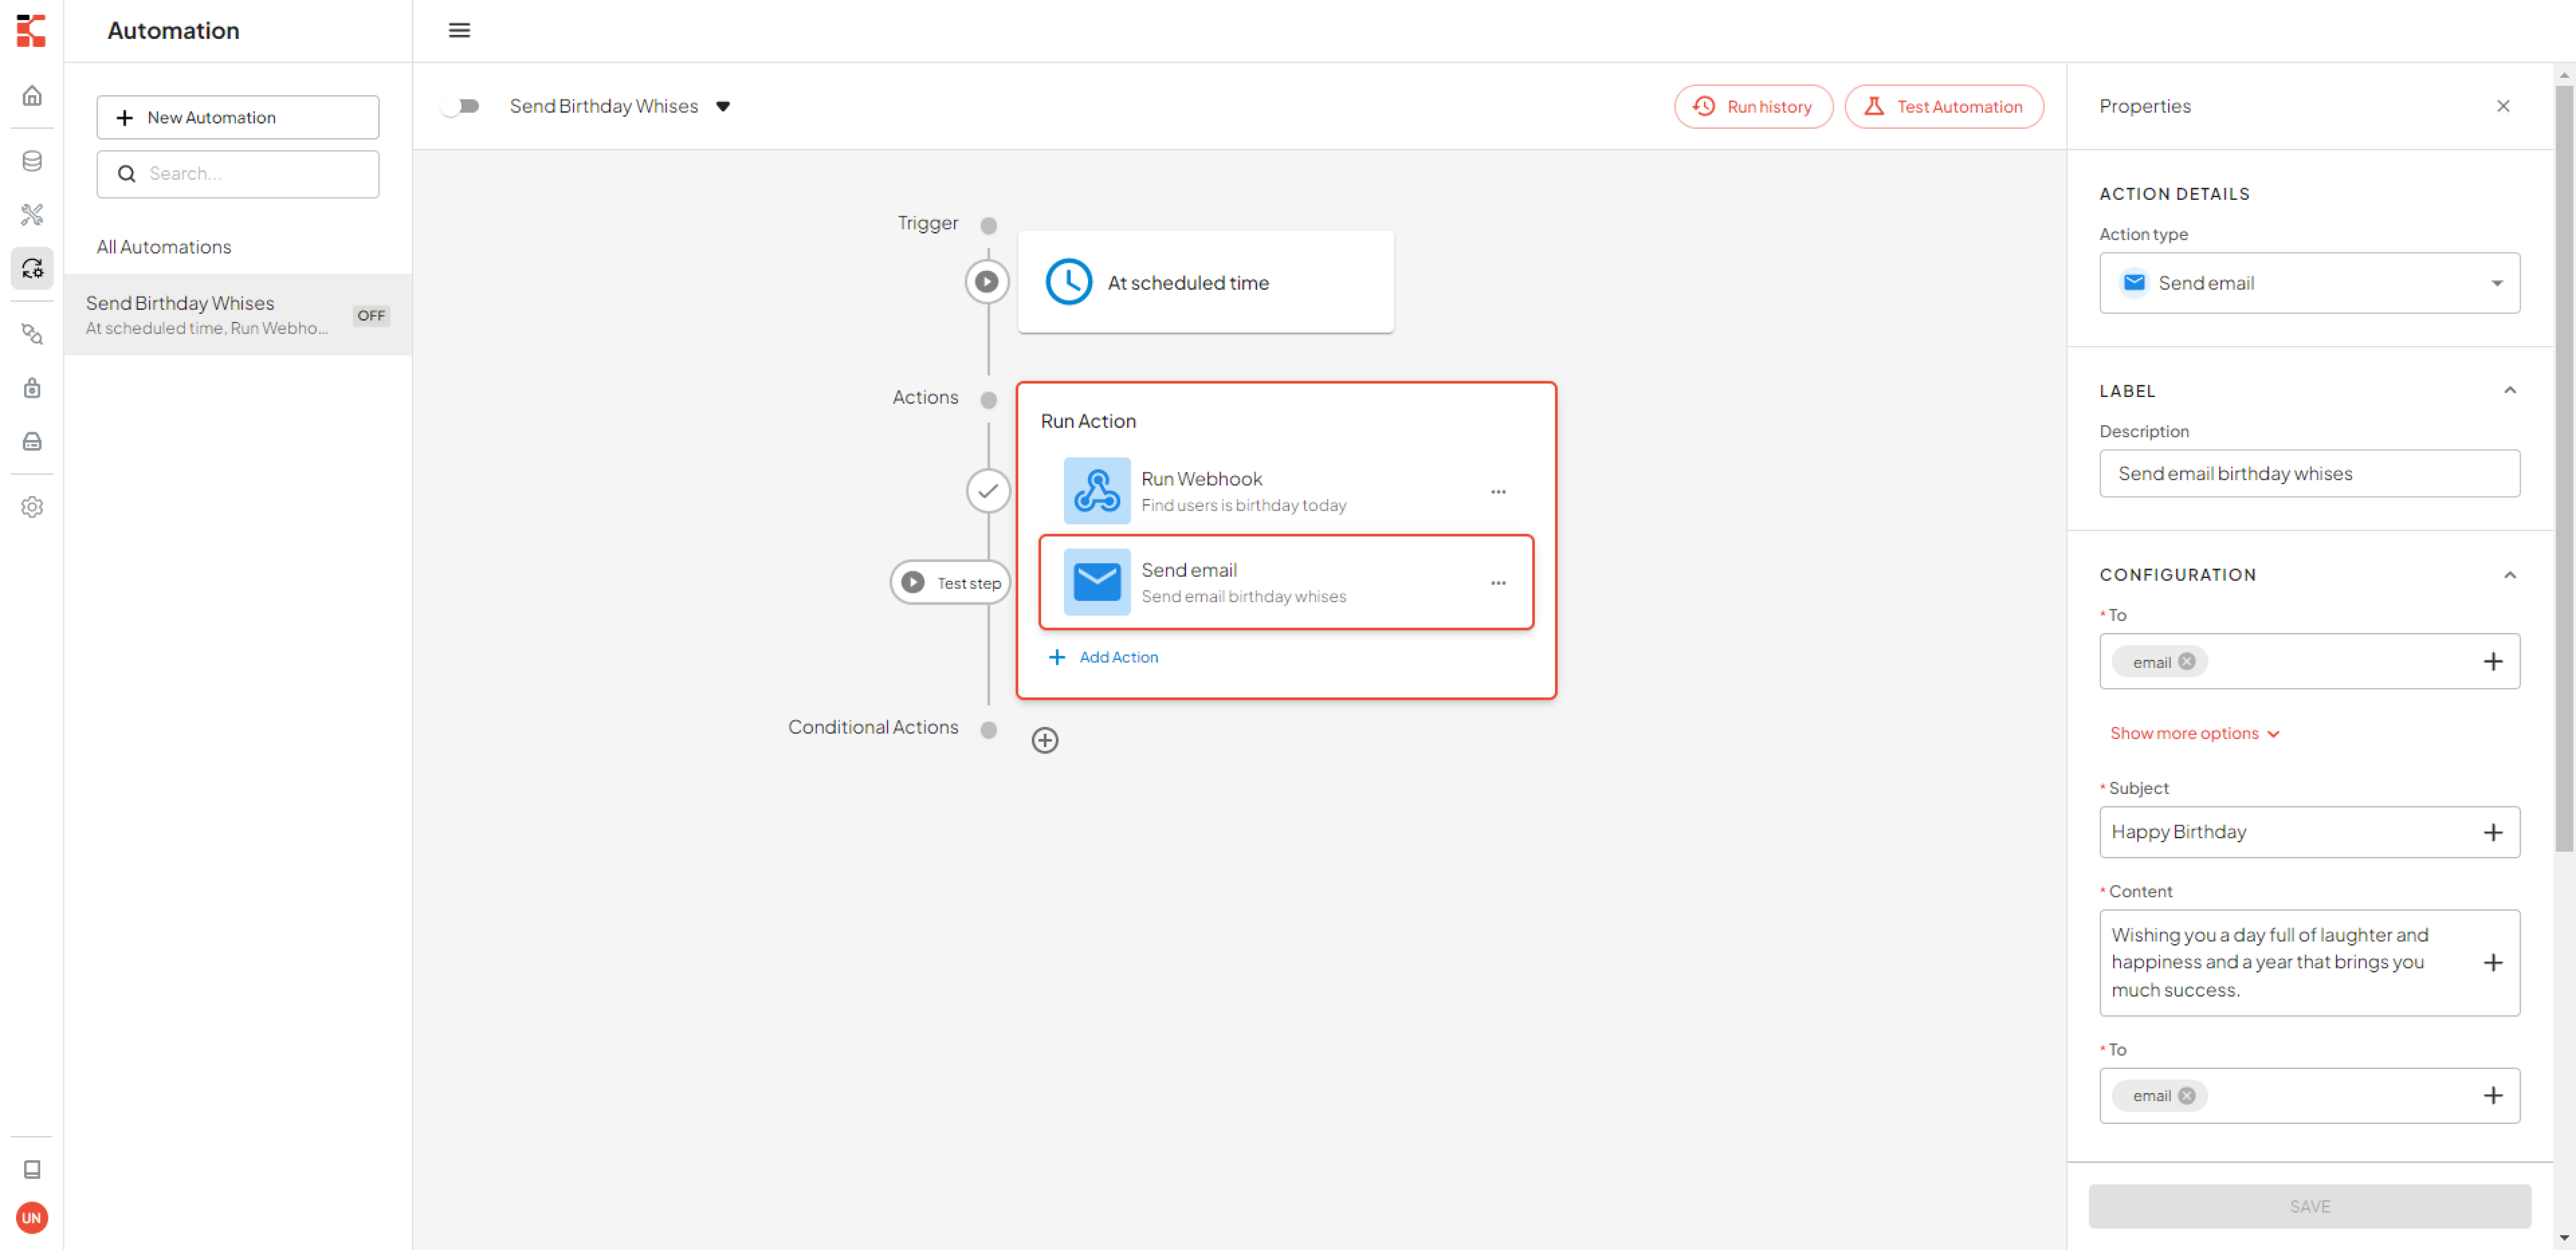 Automation
New Automation
Search...
All Automations
Send Birthday Whises
At scheduled time, Run Webho...
OFF
UN
Send Birthday Whises
Run history
Test Automation
Trigger
At scheduled time
Actions
Run Action
Run Webhook
Find users is birthday today
Test step
Send email
Send email birthday whises
Add Action
Conditional Actions
Properties
ACTION DETAILS
Action type
Send email
LABEL
Description
Send email birthday whises
CONFIGURATION
* To
email
Show more options
* Subject
Happy Birthday
* Content
Wishing you a day full of laughter and
happiness and a year that brings you
much success.
* To
email
SAVE